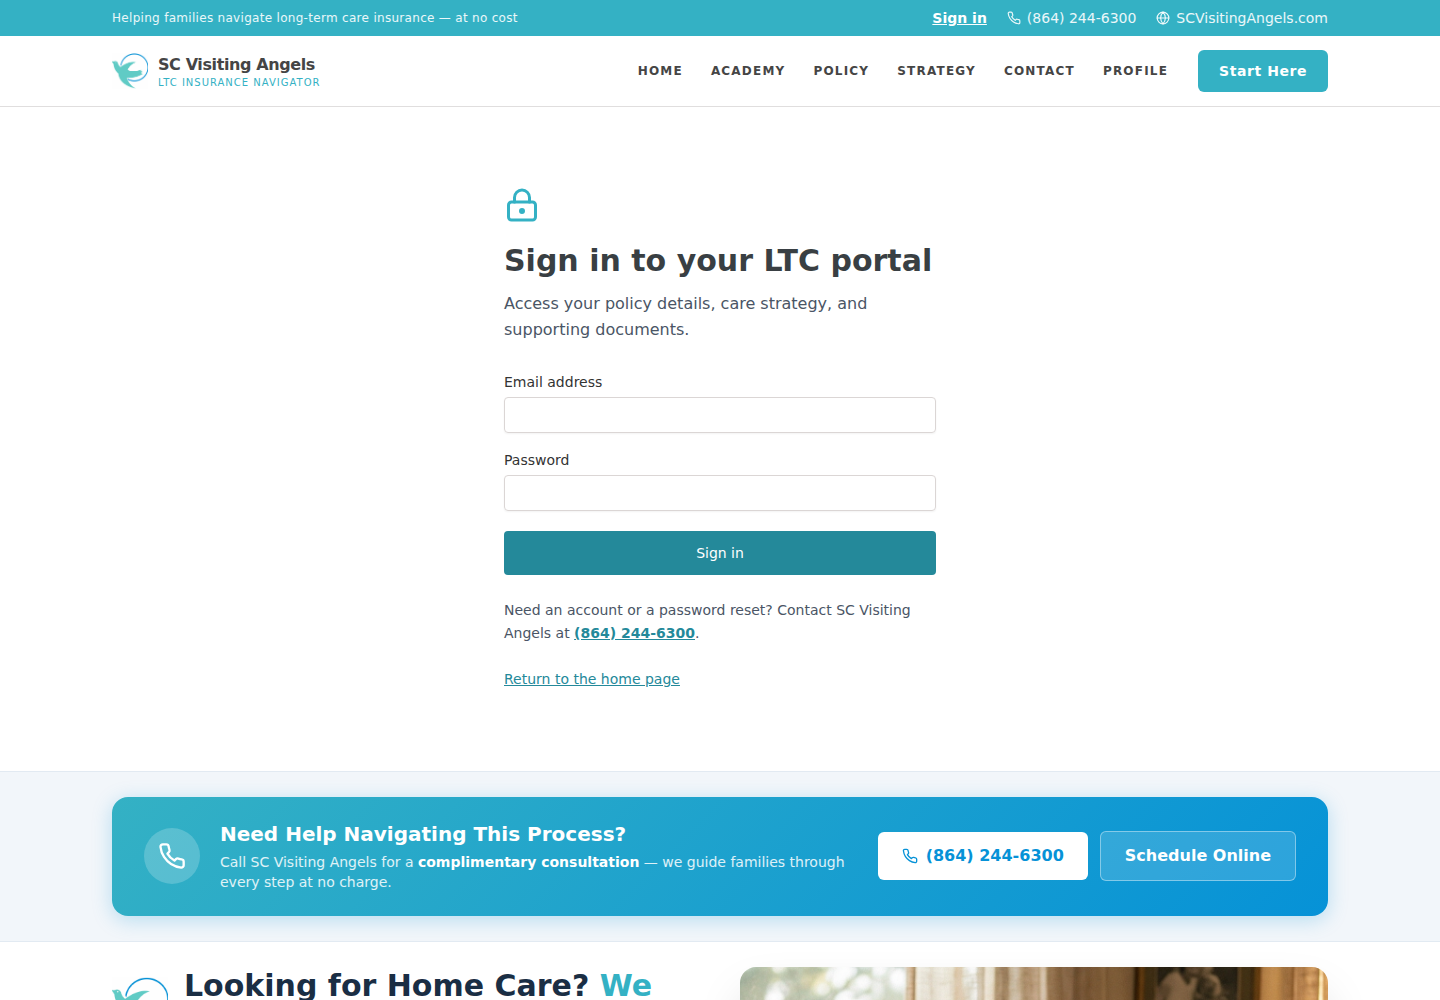 Helping families navigate long-term care insurance — at no cost
Sign in
(864) 244-6300
SCVisitingAngels.com
SC Visiting Angels
LTC INSURANCE NAVIGATOR
HOME
ACADEMY
POLICY
STRATEGY
CONTACT
PROFILE
Start Here
Sign in to your LTC portal
Access your policy details, care strategy, and
supporting documents.
Email address
Password
Sign in
Need an account or a password reset? Contact SC Visiting
Angels at (864) 244-6300.
Return to the home page
Need Help Navigating This Process?
Call SC Visiting Angels for a complimentary consultation — we guide families through
every step at no charge.
(864) 244-6300
Schedule Online
Looking for Home Care? We